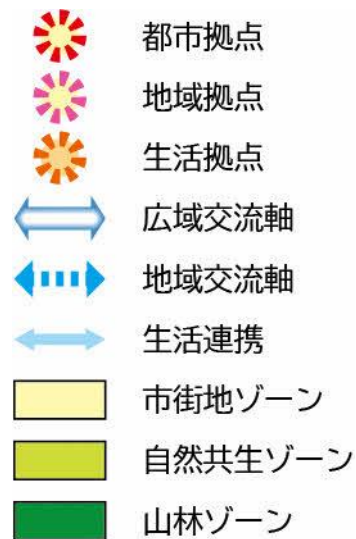 都市拠点
地域拠点
生活拠点
広域交流軸
地域交流軸
生活連携
市街地ゾーン
自然共生ゾーン
山林ゾーン